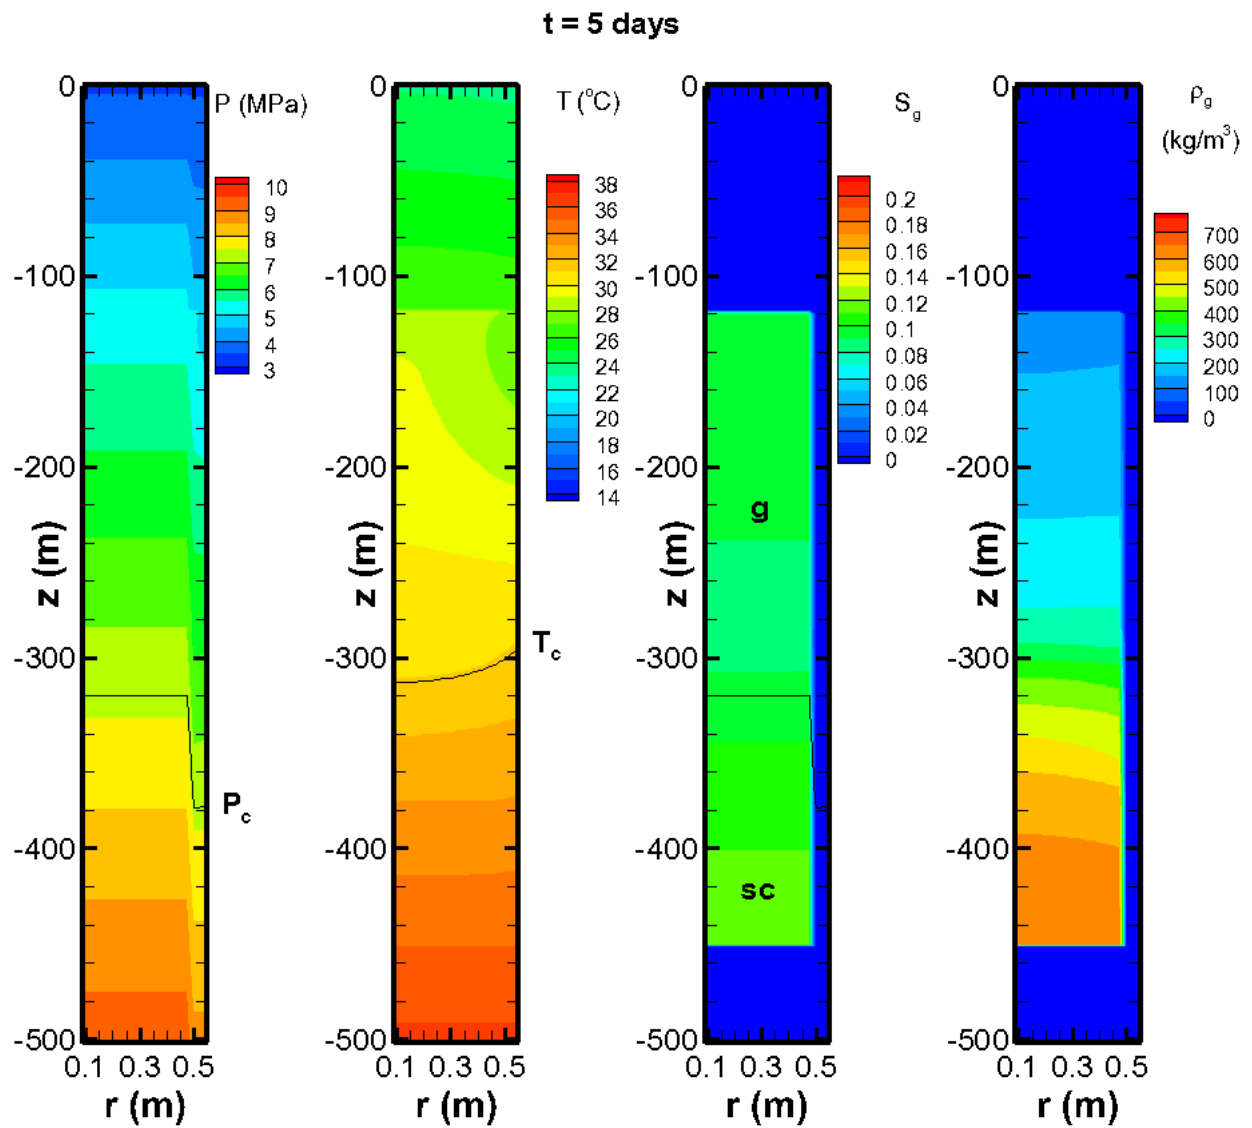 t = 5 days
P (MPa)
10
9
8
7
6
5
4
3
0
-100
-200
-300
-400
-500
z (m)
0.1 0.3 0.5
r (m)
P_c
T (°C)
38
36
34
32
30
28
26
24
22
20
18
16
14
0
-100
-200
-300
-400
-500
z (m)
0.1 0.3 0.5
r (m)
T_c
S_g
0.2
0.18
0.16
0.14
0.12
0.1
0.08
0.06
0.04
0.02
0
0
-100
-200
-300
-400
-500
z (m)
g
sc
0.1 0.3 0.5
r (m)
ρ_g
(kg/m³)
700
600
500
400
300
200
100
0
0
-100
-200
-300
-400
-500
z (m)
0.1 0.3 0.5
r (m)